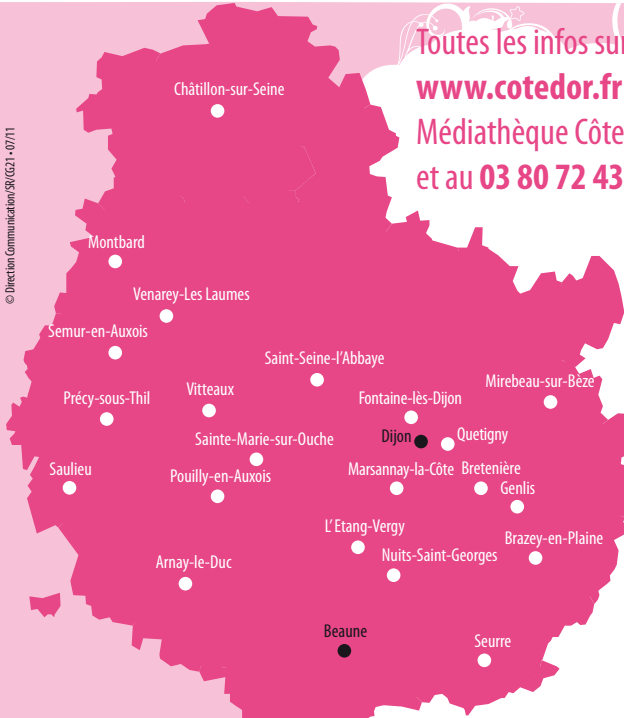 Toutes les infos sur
www.cotedor.fr
Médiathèque Côte
et au 03 80 72 43
© Direction Communication/SR/CG21 • 07/11
Châtillon-sur-Seine
Montbard
Venarey-Les Laumes
Semur-en-Auxois
Saint-Seine-l'Abbaye
Mirebeau-sur-Bèze
Précy-sous-Thil
Vitteaux
Fontaine-lès-Dijon
Dijon
Quetigny
Sainte-Marie-sur-Ouche
Saulieu
Pouilly-en-Auxois
Marsannay-la-Côte
Bretenière
Genlis
L'Etang-Vergy
Brazey-en-Plaine
Arnay-le-Duc
Nuits-Saint-Georges
Beaune
Seurre